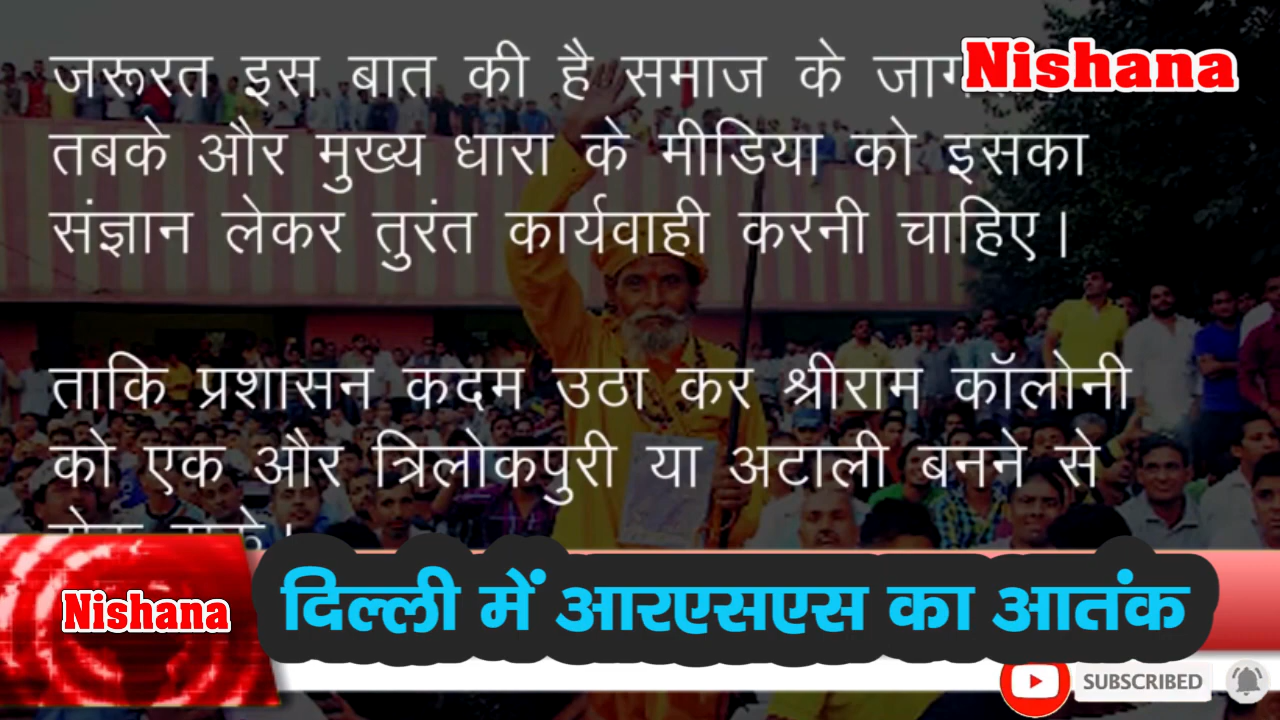 Nishana
जरूरत इस बात की है समाज के
तबके और मुख्य धारा के मीडिया को इसका
संज्ञान लेकर तुरंत कार्यवाही करनी चाहिए।
ताकि प्रशासन कदम उठा कर श्रीराम कॉलोनी
को एक और त्रिलोकपुरी या अटाली बनने से
Nishana
दिल्ली में आरएसएस का आतंक
SUBSCRIBED